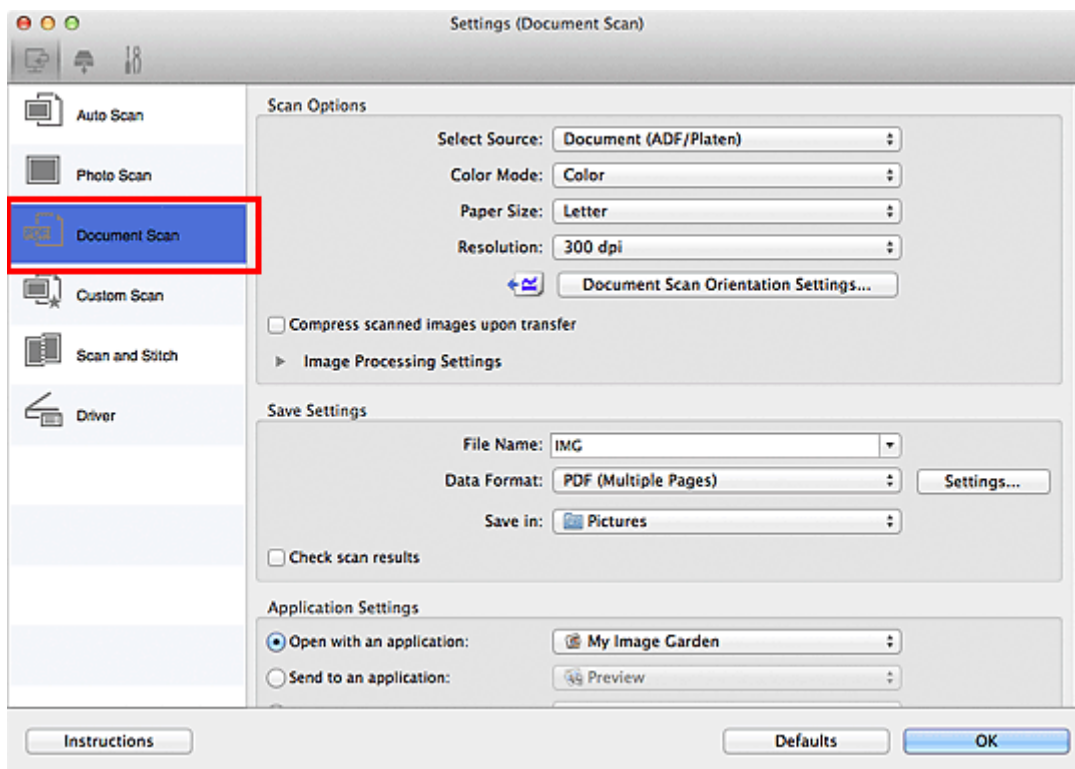 Settings (Document Scan)
Auto Scan
Photo Scan
Document Scan
Custom Scan
Scan and Stitch
Driver
Scan Options
Select Source: Document (ADF/Platen)
Color Mode: Color
Paper Size: Letter
Resolution: 300 dpi
Document Scan Orientation Settings...
Compress scanned images upon transfer
Image Processing Settings
Save Settings
File Name: IMG
Data Format: PDF (Multiple Pages) Settings...
Save in: Pictures
Check scan results
Application Settings
Open with an application: My Image Garden
Send to an application: Preview
Instructions Defaults OK